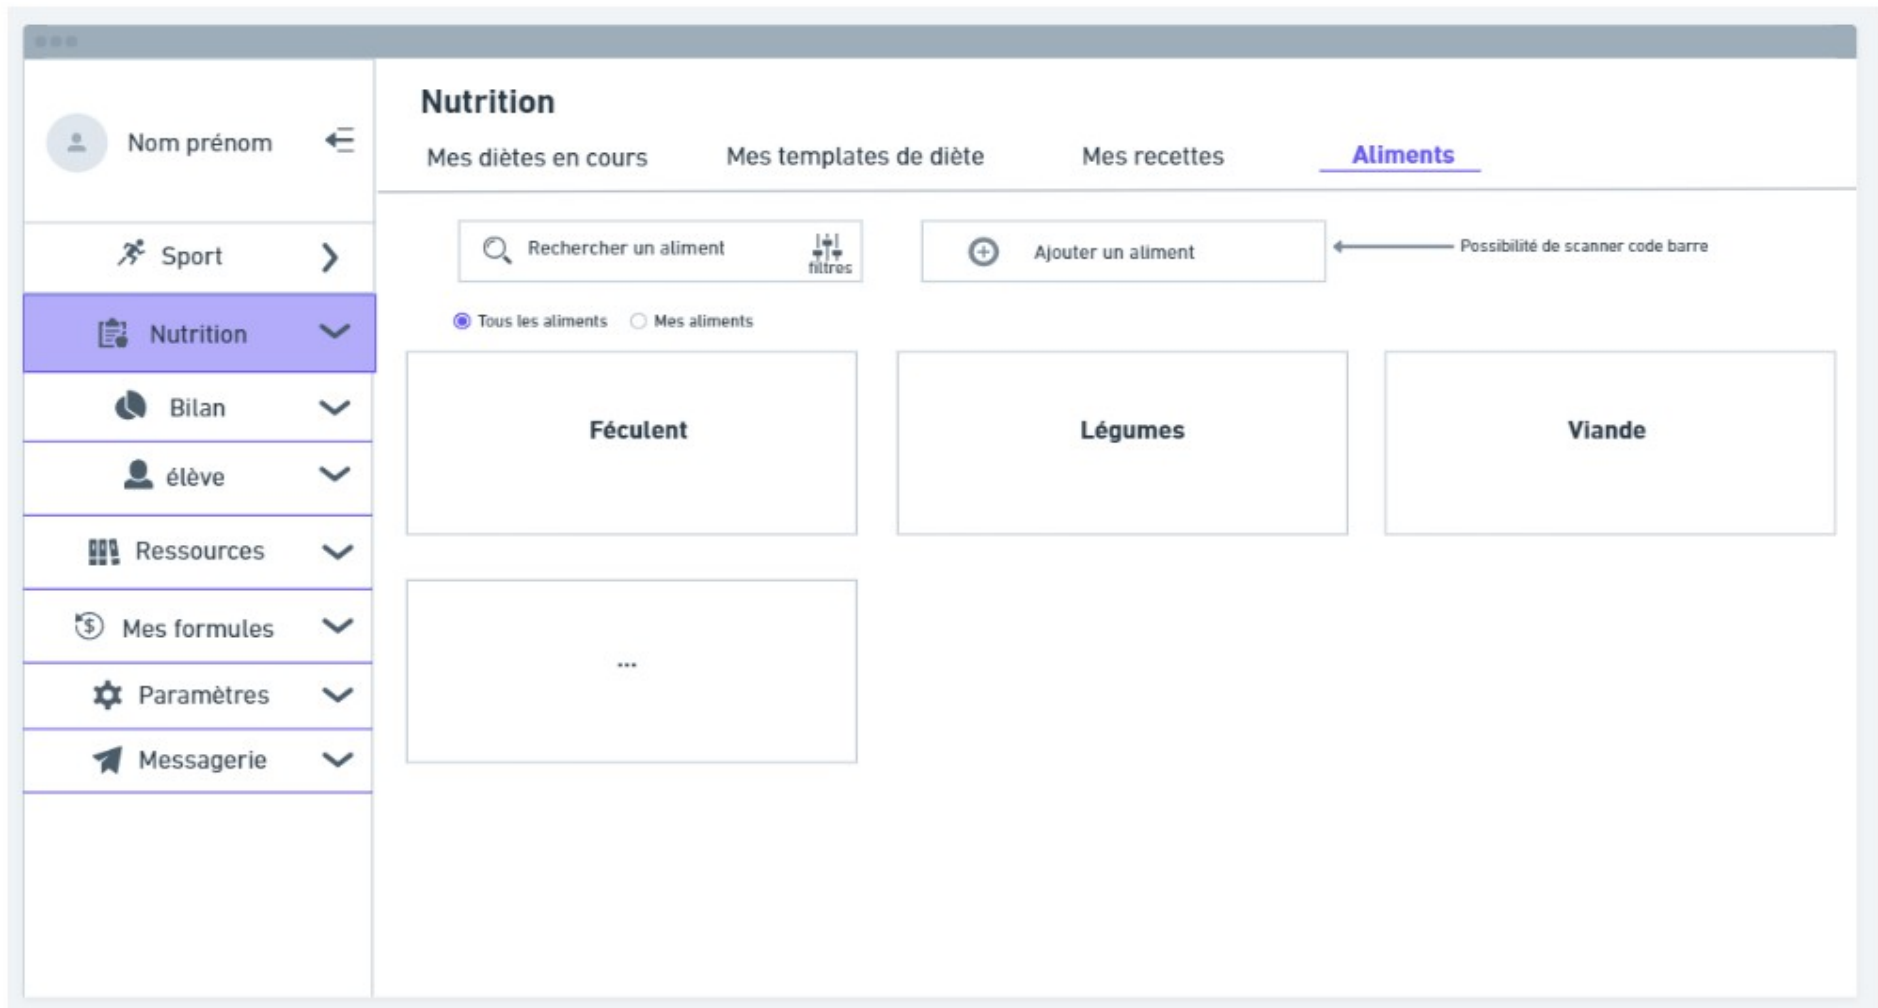 Nom prénom
Sport
Nutrition
Bilan
élève
Ressources
Mes formules
Paramètres
Messagerie
Nutrition
Mes diètes en cours
Mes templates de diète
Mes recettes
Aliments
Rechercher un aliment
filtres
Ajouter un aliment
Possibilité de scanner code barre
Tous les aliments
Mes aliments
Féculent
Légumes
Viande
...